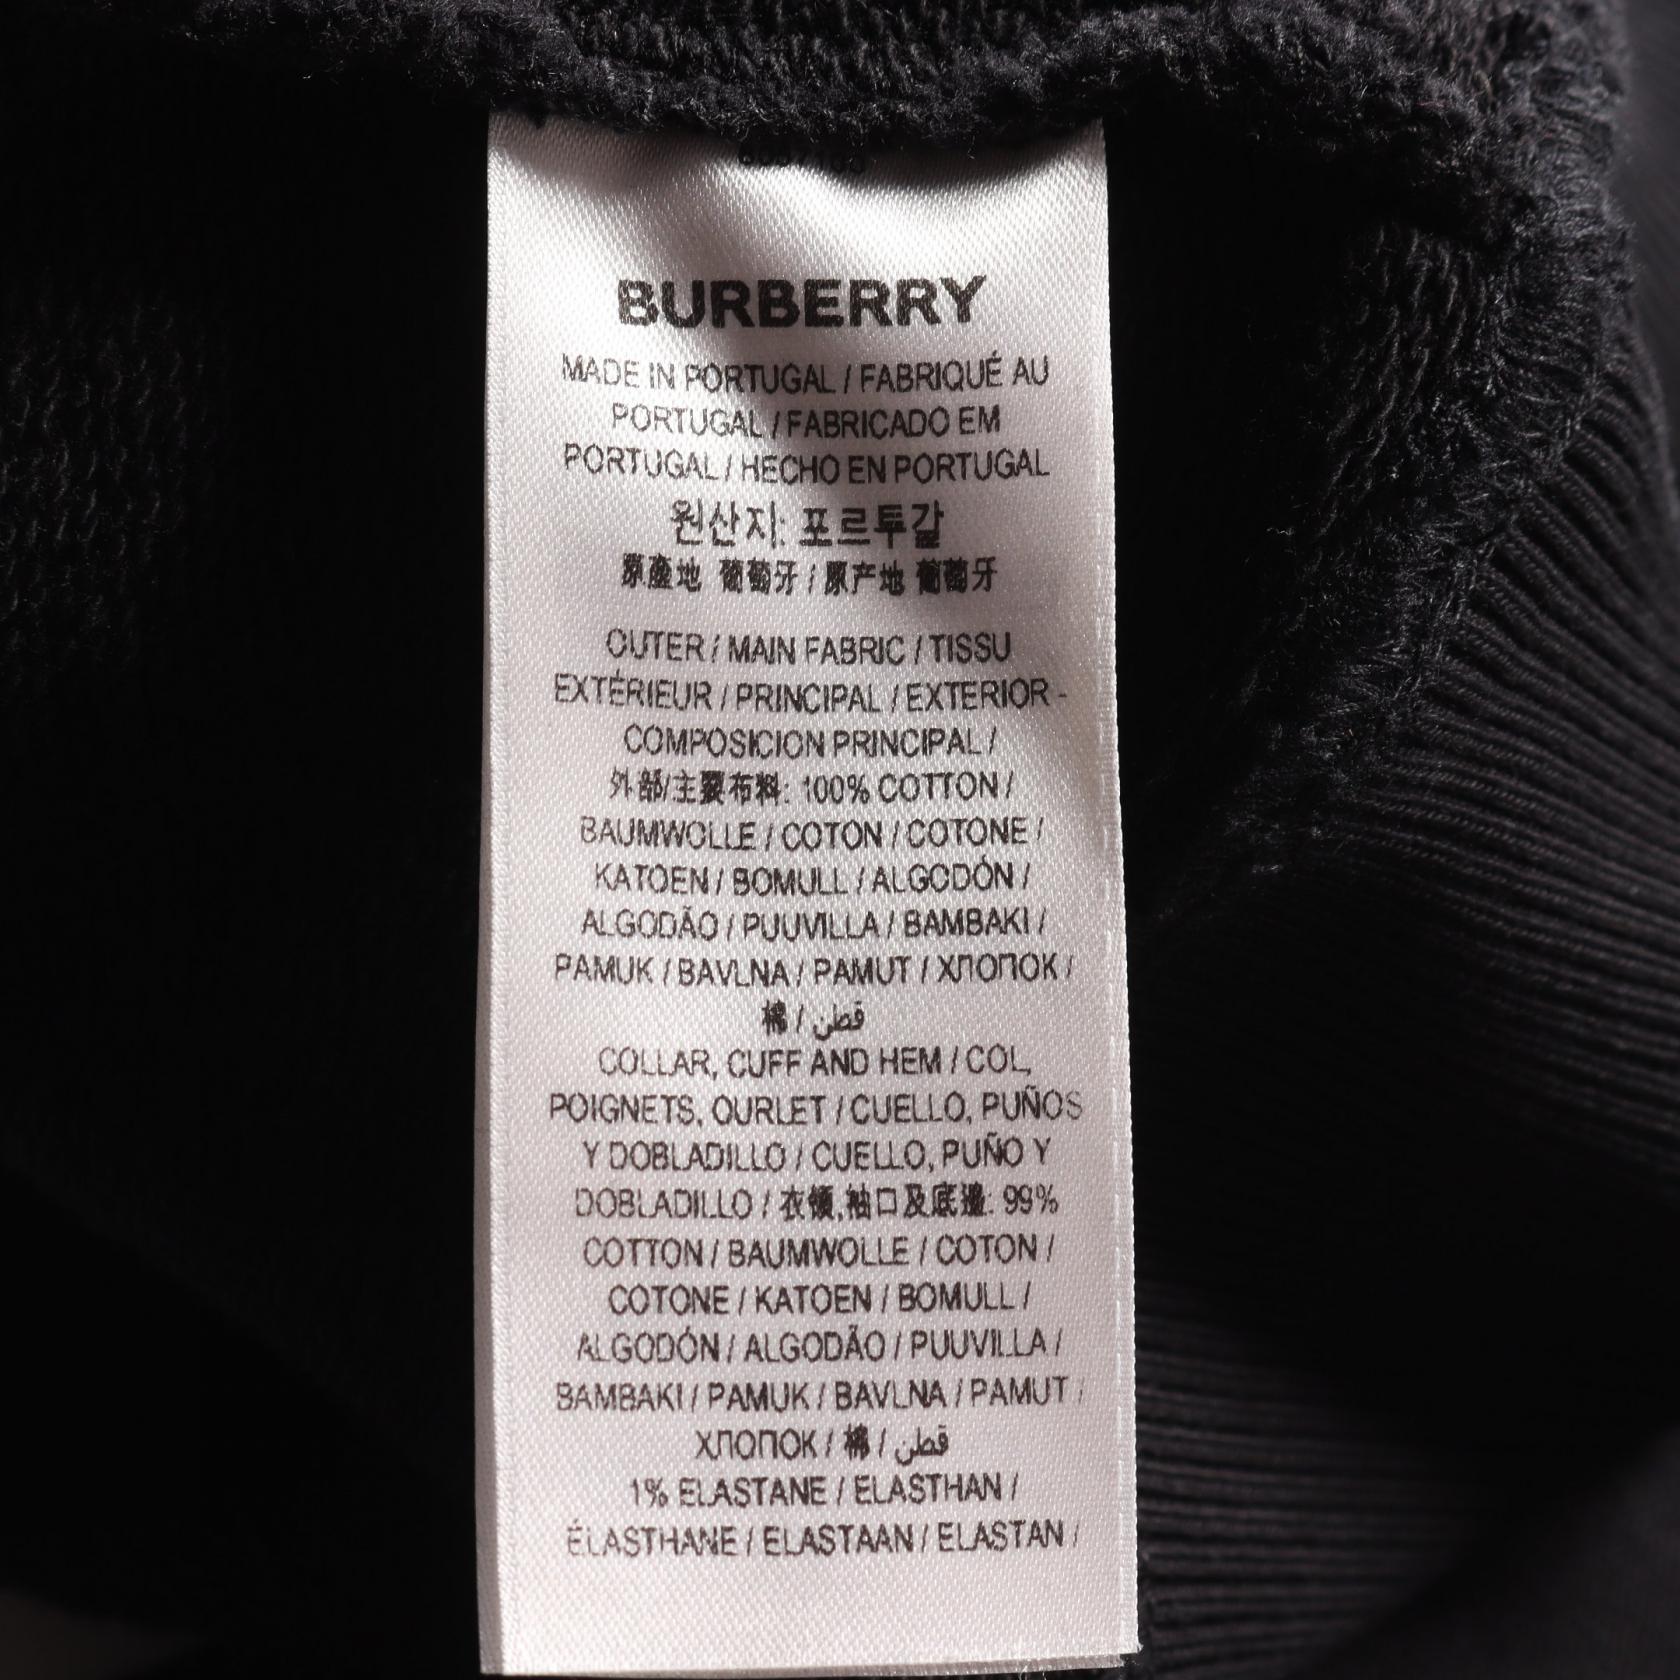 BURBERRY
MADE IN PORTUGAL / FABRIQUÉ AU
PORTUGAL / FABRICADO EM
PORTUGAL / HECHO EN PORTUGAL
원산지: 포르투갈
原產地 葡萄牙 / 原产地 葡萄牙
OUTER / MAIN FABRIC / TISSU
EXTÉRIEUR / PRINCIPAL / EXTERIOR -
COMPOSICION PRINCIPAL /
外部/主要布料: 100% COTTON /
BAUMWOLLE / COTON / COTONE /
KATOEN / BOMULL / ALGODÓN /
ALGODÃO / PUUVILLA / BAMBAKI /
PAMUK / BAVLNA / PAMUT / ХЛОПОК /
棉 / قطن
COLLAR, CUFF AND HEM / COL,
POIGNETS, OURLET / CUELLO, PUÑOS
Y DOBLADILLO / CUELLO, PUÑO Y
DOBLADILLO / 衣領,袖口及底邊: 99%
COTTON / BAUMWOLLE / COTON /
COTONE / KATOEN / BOMULL /
ALGODÓN / ALGODÃO / PUUVILLA /
BAMBAKI / PAMUK / BAVLNA / PAMUT /
ХЛОПОК / 棉 / قطن
1% ELASTANE / ELASTHAN /
ÉLASTHANE / ELASTAAN / ELASTAN /